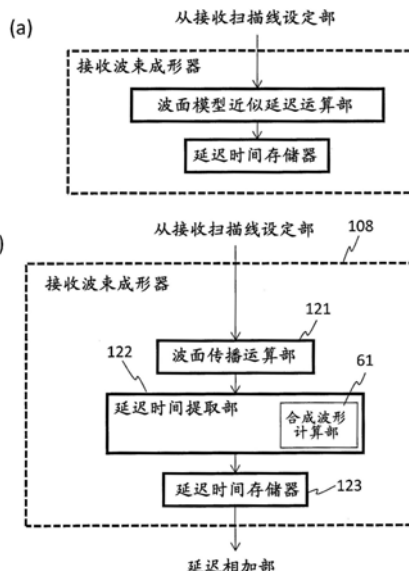 (a)
从接收扫描线设定部
接收波束成形器
波面模型近似延迟运算部
延迟时间存储器
)
从接收扫描线设定部
108
接收波束成形器
121
波面传播运算部
122
61
延迟时间提取部
合成波形
计算部
延迟时间存储器
123
延迟相加部